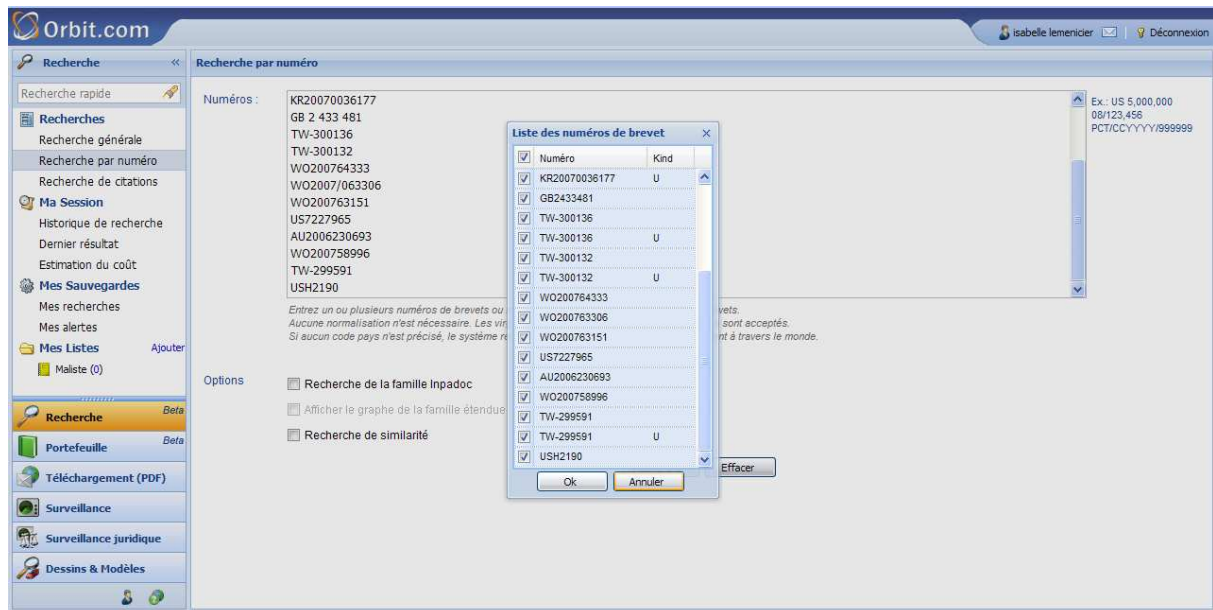 Orbit.com
isabelle lemenicier
Déconnexion
Recherche «
Recherche par numéro
Recherche rapide
Recherches
Recherche générale
Recherche par numéro
Recherche de citations
Ma Session
Historique de recherche
Dernier résultat
Estimation du coût
Mes Sauvegardes
Mes recherches
Mes alertes
Mes Listes Ajouter
Maliste (0)
Recherche Beta
Portefeuille Beta
Téléchargement (PDF)
Surveillance
Surveillance juridique
Dessins & Modèles
Numéros :
KR20070036177
GB 2 433 481
TW-300136
TW-300132
WO200764333
WO2007/063306
WO200763151
US7227965
AU2006230693
WO200758996
TW-299591
USH2190
Ex.: US 5,000,000
08/123,456
PCT/CCYYYY/999999
Entrez un ou plusieurs numéros de brevets ou vets.
Aucune normalisation n'est nécessaire. Les vir sont acceptés.
Si aucun code pays n'est précisé, le système re nt à travers le monde.
Options
Recherche de la famille Inpadoc
Afficher le graphe de la famille étendue
Recherche de similarité
Effacer
Liste des numéros de brevet ×
Numéro Kind
KR20070036177 U
GB2433481
TW-300136
TW-300136 U
TW-300132
TW-300132 U
WO200764333
WO200763306
WO200763151
US7227965
AU2006230693
WO200758996
TW-299591
TW-299591 U
USH2190
Ok Annuler